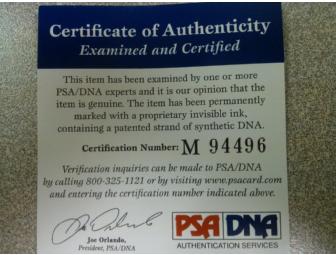 Certificate of Authenticity
Examined and Certified
This item has been examined by one or more
PSA/DNA experts and it is our opinion that the
item is genuine. The item has been permanently
marked with a proprietary invisible ink,
containing a patented strand of synthetic DNA.
Certification Number: M 94496
Verification inquiries can be made to PSA/DNA
by calling 800-325-1121 or by visiting www.psacard.com
and entering the certification number indicated above.
Joe Orlando,
President, PSA/DNA
PSA DNA
AUTHENTICATION SERVICES